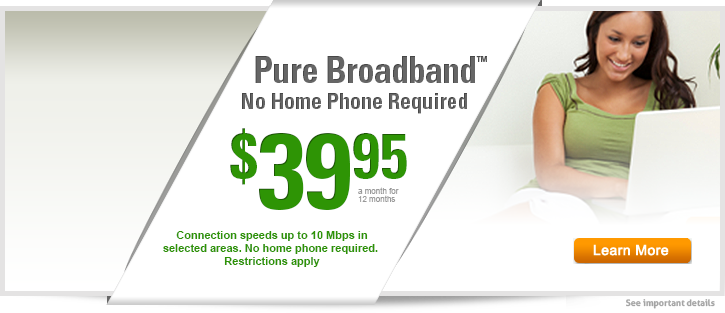 Pure Broadband™
No Home Phone Required
$39 95
a month for
12 months
Connection speeds up to 10 Mbps in
selected areas. No home phone required.
Restrictions apply
Learn More
See important details